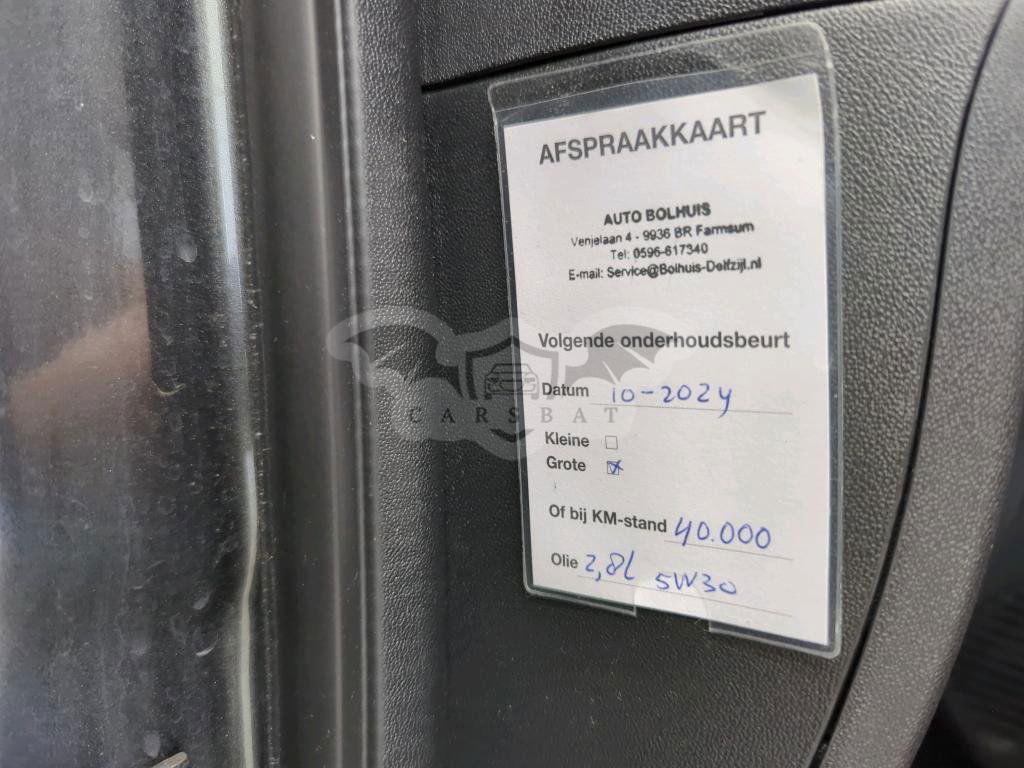 AFSPRAAKKAART
AUTO BOLHUIS
Venjelaan 4 - 9936 BR Farmsum
Tel: 0596-617340
E-mail: Service@Bolhuis-Delfzijl.nl
Volgende onderhoudsbeurt
Datum 10-2024
CARSBAT
Kleine ☐
Grote ☒
Of bij KM-stand 40.000
Olie 2,8L 5W30